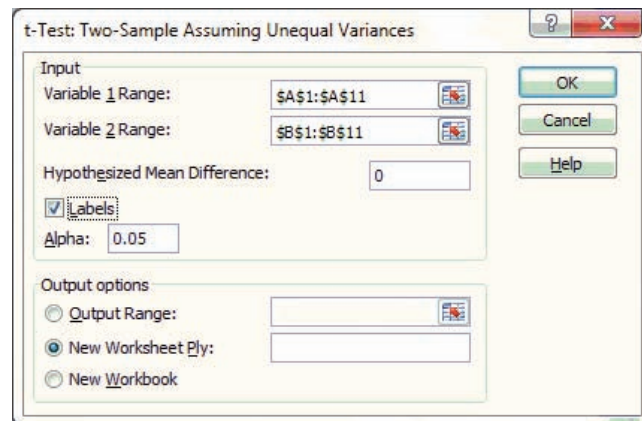 t-Test: Two-Sample Assuming Unequal Variances
Input
Variable 1 Range: $A$1:$A$11
Variable 2 Range: $B$1:$B$11
Hypothesized Mean Difference: 0
Labels
Alpha: 0.05
OK
Cancel
Help
Output options
Output Range:
New Worksheet Ply:
New Workbook